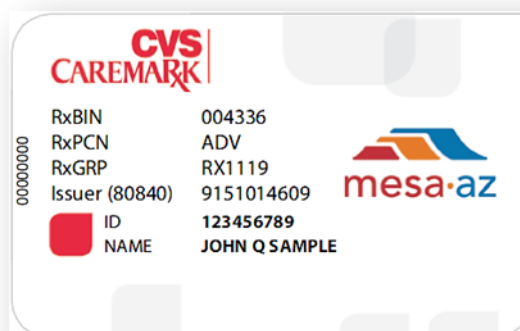 CVS
CAREMARK
RxBIN 004336
RxPCN ADV
RxGRP RX1119
Issuer (80840) 9151014609
ID 123456789
NAME JOHN Q SAMPLE
00000000
mesa·az